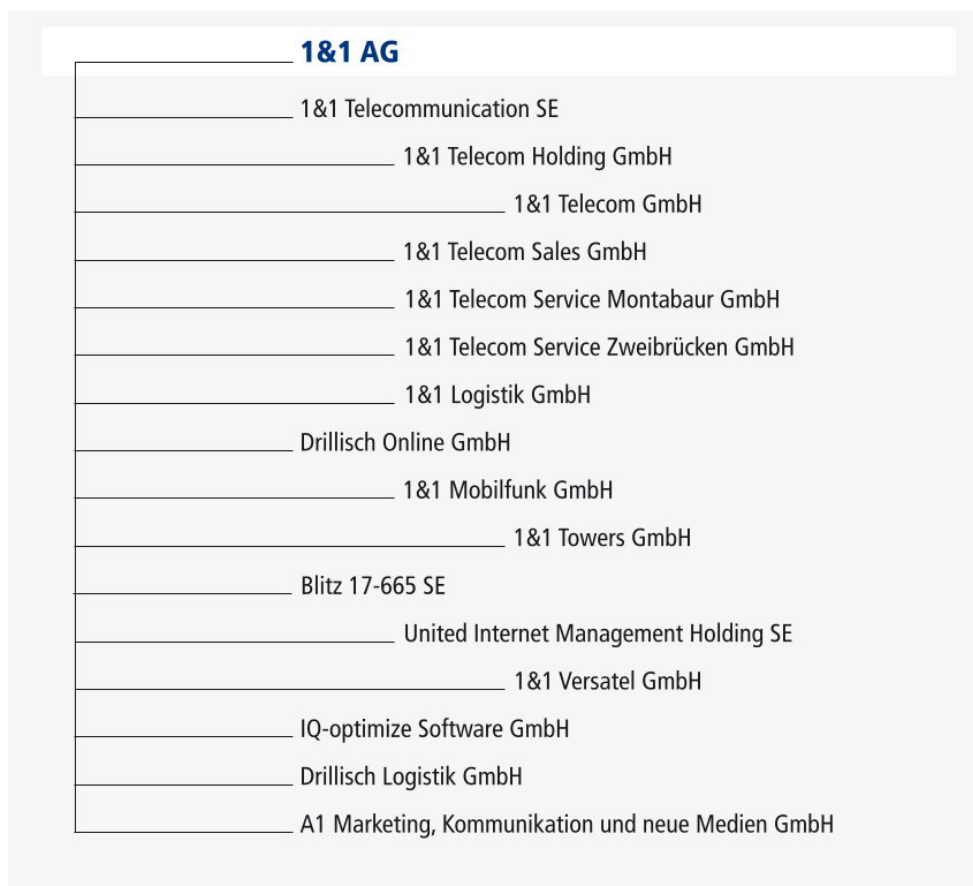 1&1 AG
1&1 Telecommunication SE
1&1 Telecom Holding GmbH
1&1 Telecom GmbH
1&1 Telecom Sales GmbH
1&1 Telecom Service Montabaur GmbH
1&1 Telecom Service Zweibrücken GmbH
1&1 Logistik GmbH
Drillisch Online GmbH
1&1 Mobilfunk GmbH
1&1 Towers GmbH
Blitz 17-665 SE
United Internet Management Holding SE
1&1 Versatel GmbH
IQ-optimize Software GmbH
Drillisch Logistik GmbH
A1 Marketing, Kommunikation und neue Medien GmbH